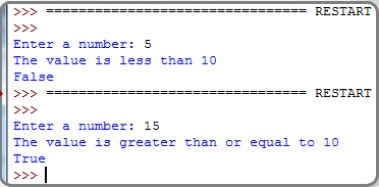 >>> ================================ RESTART
>>>
Enter a number: 5
The value is less than 10
False
>>> ================================ RESTART
>>>
Enter a number: 15
The value is greater than or equal to 10
True
>>>